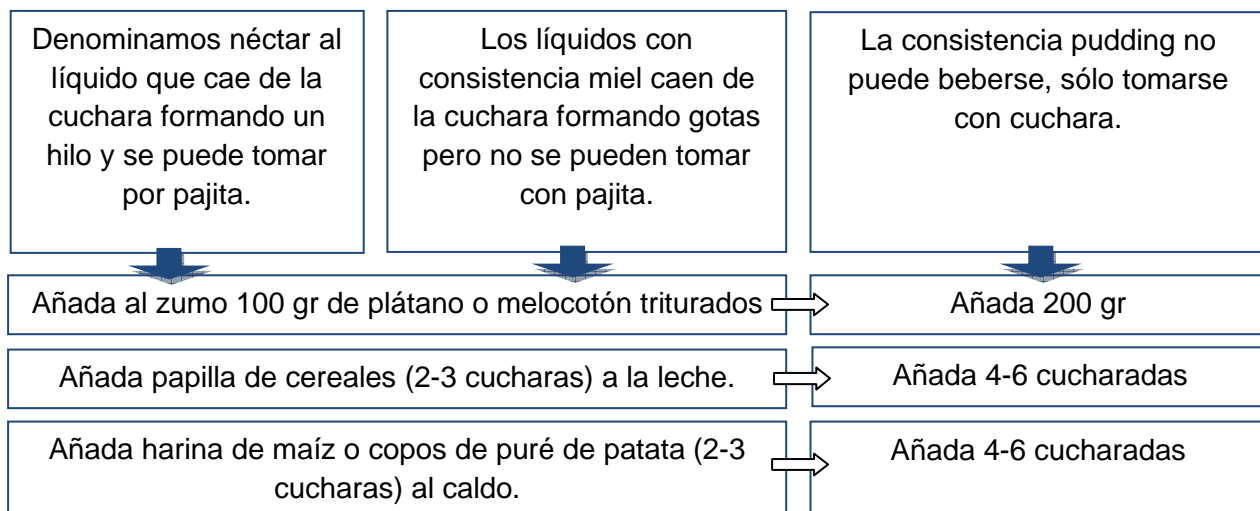 Denominamos néctar al
líquido que cae de la
cuchara formando un
hilo y se puede tomar
por pajita.
Los líquidos con
consistencia miel caen de
la cuchara formando gotas
pero no se pueden tomar
con pajita.
La consistencia pudding no
puede beberse, sólo tomarse
con cuchara.
Añada al zumo 100 gr de plátano o melocotón triturados
Añada 200 gr
Añada papilla de cereales (2-3 cucharas) a la leche.
Añada 4-6 cucharadas
Añada harina de maíz o copos de puré de patata (2-3
cucharas) al caldo.
Añada 4-6 cucharadas